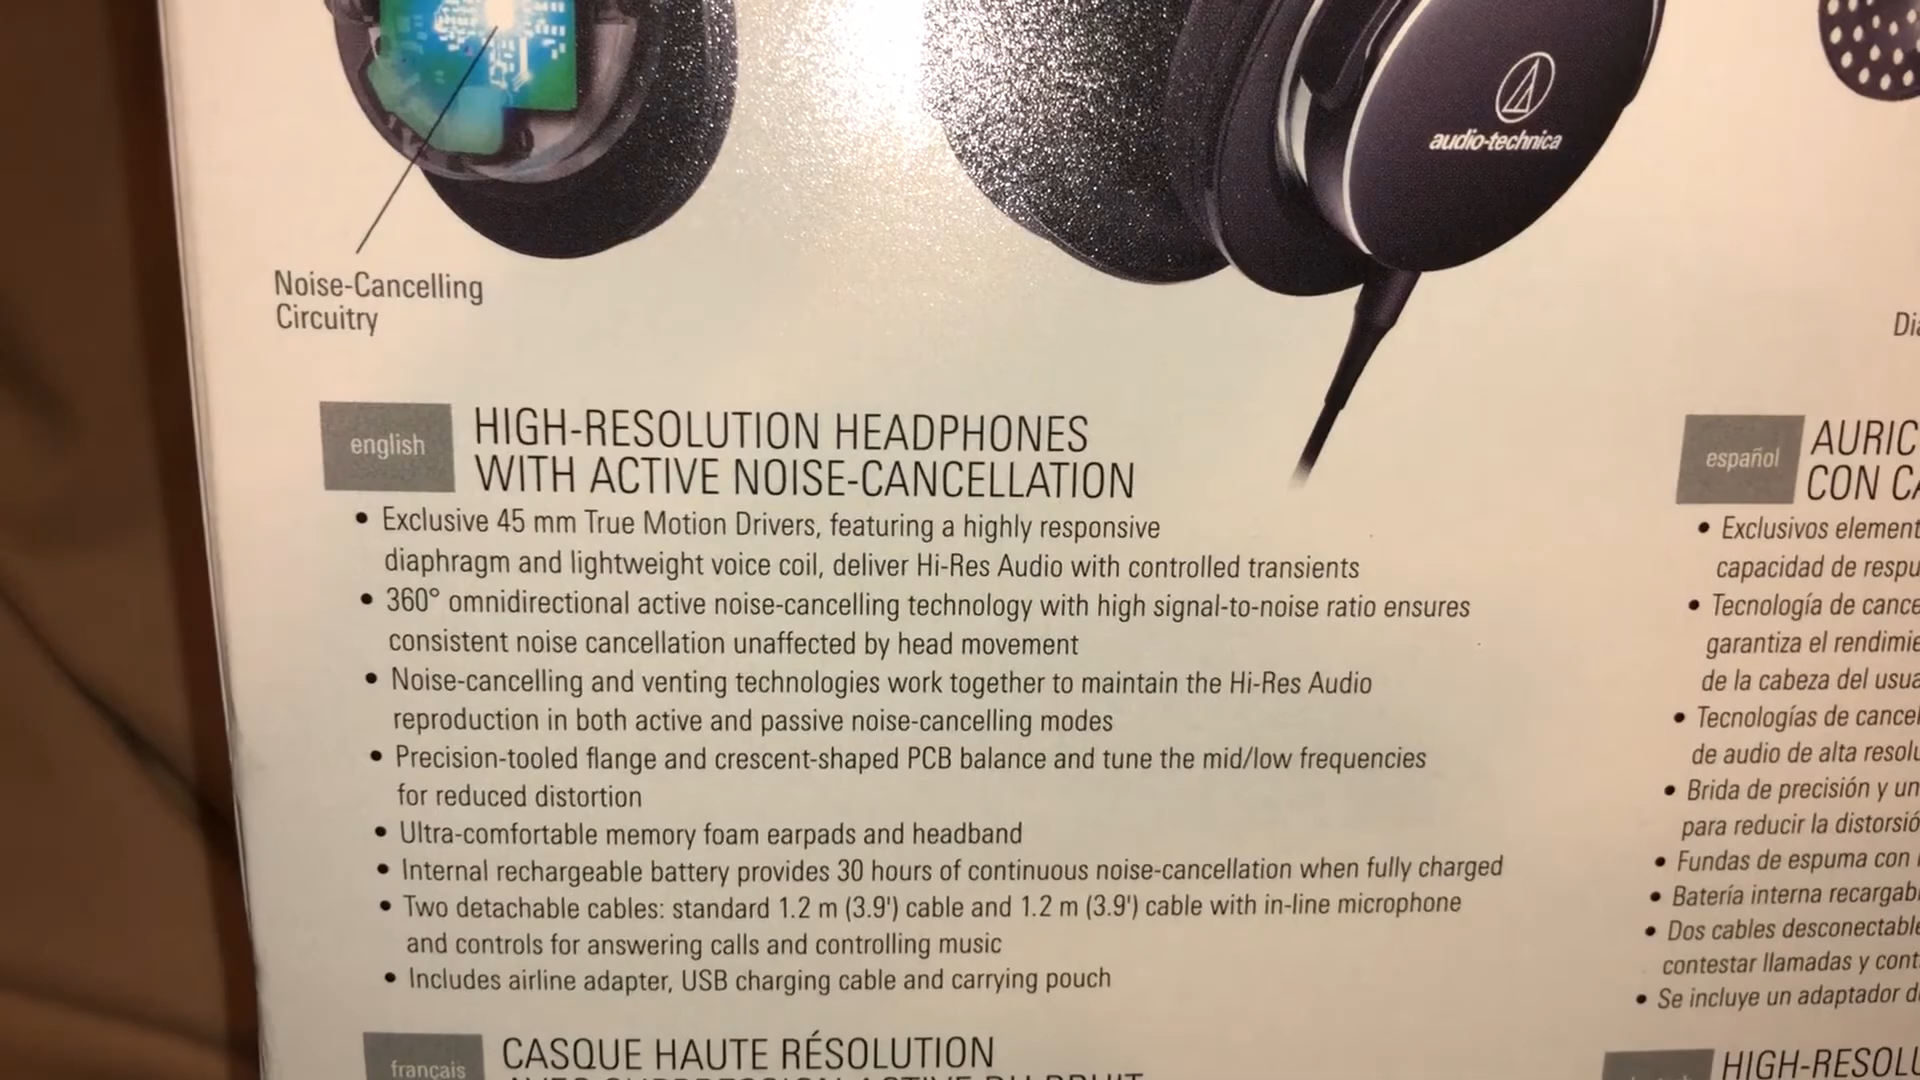 audio-technica
Noise-Cancelling
Circuitry
english
HIGH-RESOLUTION HEADPHONES
WITH ACTIVE NOISE-CANCELLATION
• Exclusive 45 mm True Motion Drivers, featuring a highly responsive
diaphragm and lightweight voice coil, deliver Hi-Res Audio with controlled transients
• 360° omnidirectional active noise-cancelling technology with high signal-to-noise ratio ensures
consistent noise cancellation unaffected by head movement
• Noise-cancelling and venting technologies work together to maintain the Hi-Res Audio
reproduction in both active and passive noise-cancelling modes
• Precision-tooled flange and crescent-shaped PCB balance and tune the mid/low frequencies
for reduced distortion
• Ultra-comfortable memory foam earpads and headband
• Internal rechargeable battery provides 30 hours of continuous noise-cancellation when fully charged
• Two detachable cables: standard 1.2 m (3.9') cable and 1.2 m (3.9') cable with in-line microphone
and controls for answering calls and controlling music
• Includes airline adapter, USB charging cable and carrying pouch
français
CASQUE HAUTE RÉSOLUTION
español
CON
• Exclusivos
capacidad de
• Tecnología de
garantiza el
de la cabeza del
• Tecnologías de
de audio de alta
• Brida de precisión y
para reducir la
• Fundas de espuma con
• Batería interna
• Dos cables
contestar llamadas y
• Se incluye un adaptador